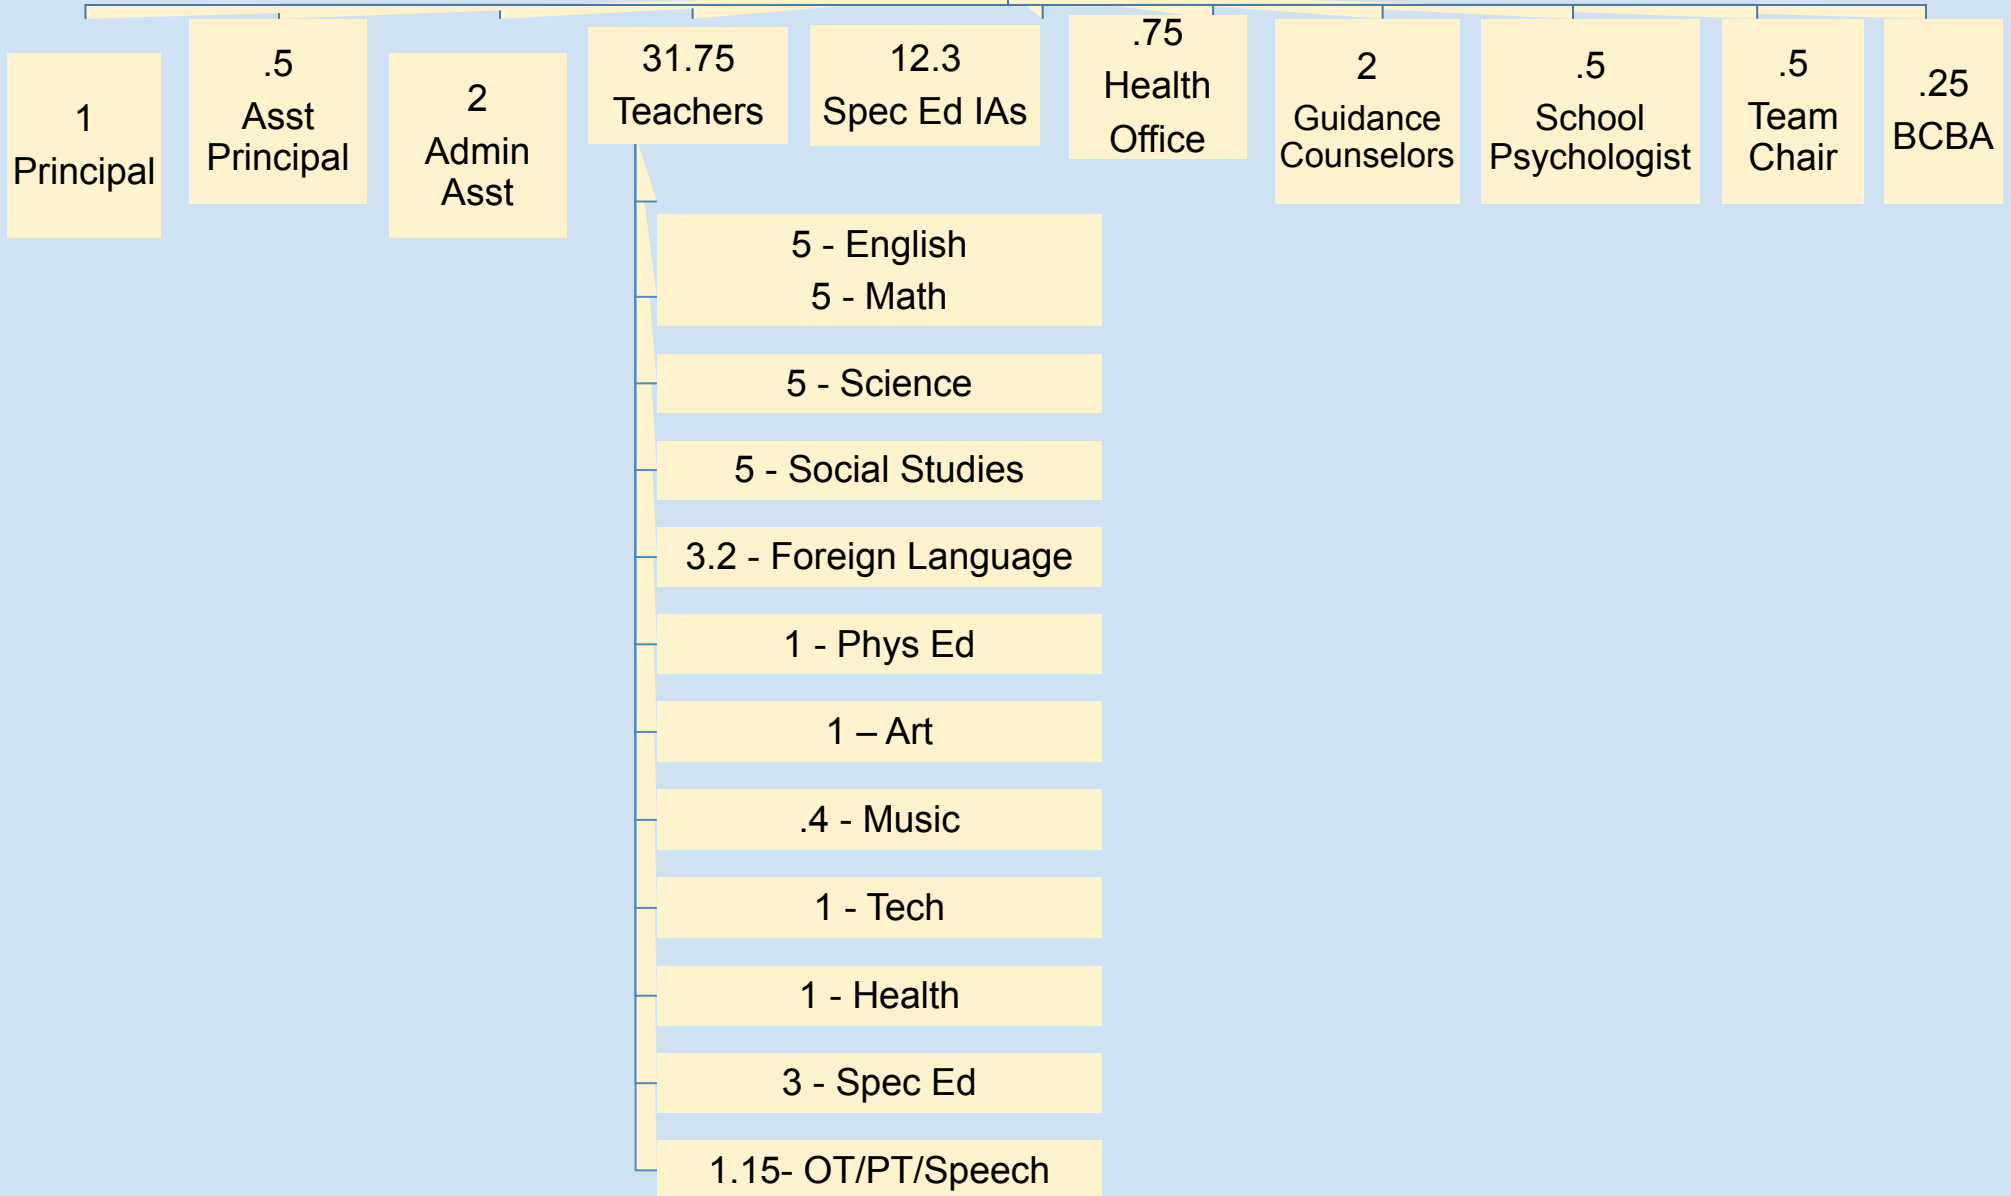 1
Principal
.5
Asst
Principal
2
Admin
Asst
31.75
Teachers
12.3
Spec Ed IAs
.75
Health
Office
2
Guidance
Counselors
.5
School
Psychologist
.5
Team
Chair
.25
BCBA
5 - English
5 - Math
5 - Science
5 - Social Studies
3.2 - Foreign Language
1 - Phys Ed
1 – Art
.4 - Music
1 - Tech
1 - Health
3 - Spec Ed
1.15- OT/PT/Speech